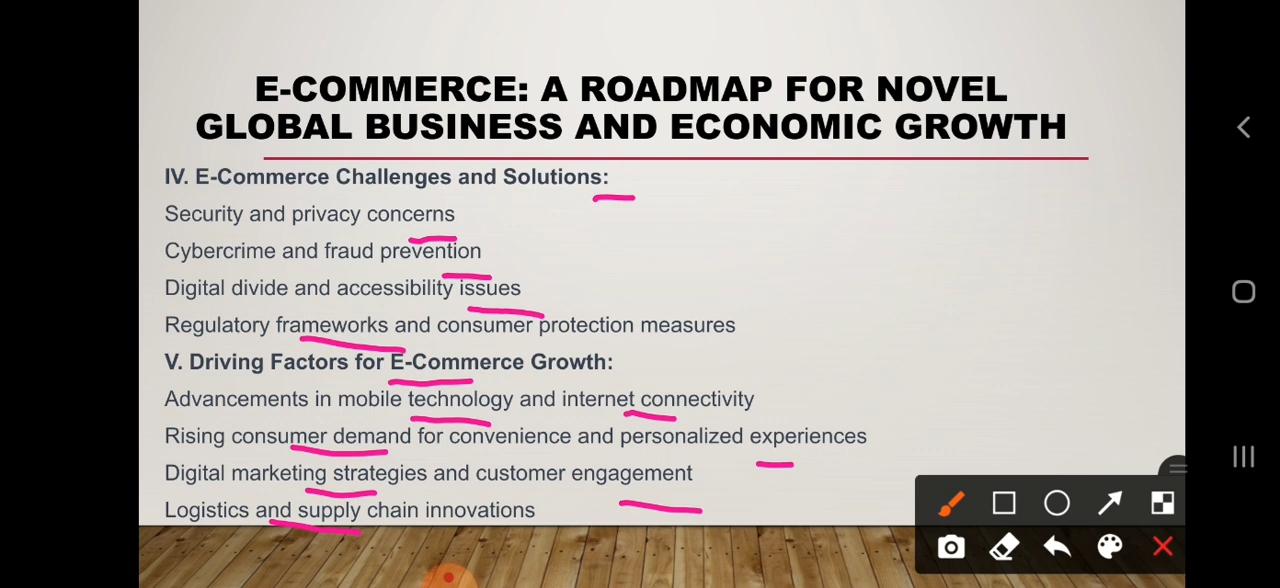 E-COMMERCE: A ROADMAP FOR NOVEL
GLOBAL BUSINESS AND ECONOMIC GROWTH
IV. E-Commerce Challenges and Solutions:
Security and privacy concerns
Cybercrime and fraud prevention
Digital divide and accessibility issues
Regulatory frameworks and consumer protection measures
V. Driving Factors for E-Commerce Growth:
Advancements in mobile technology and internet connectivity
Rising consumer demand for convenience and personalized experiences
Digital marketing strategies and customer engagement
Logistics and supply chain innovations